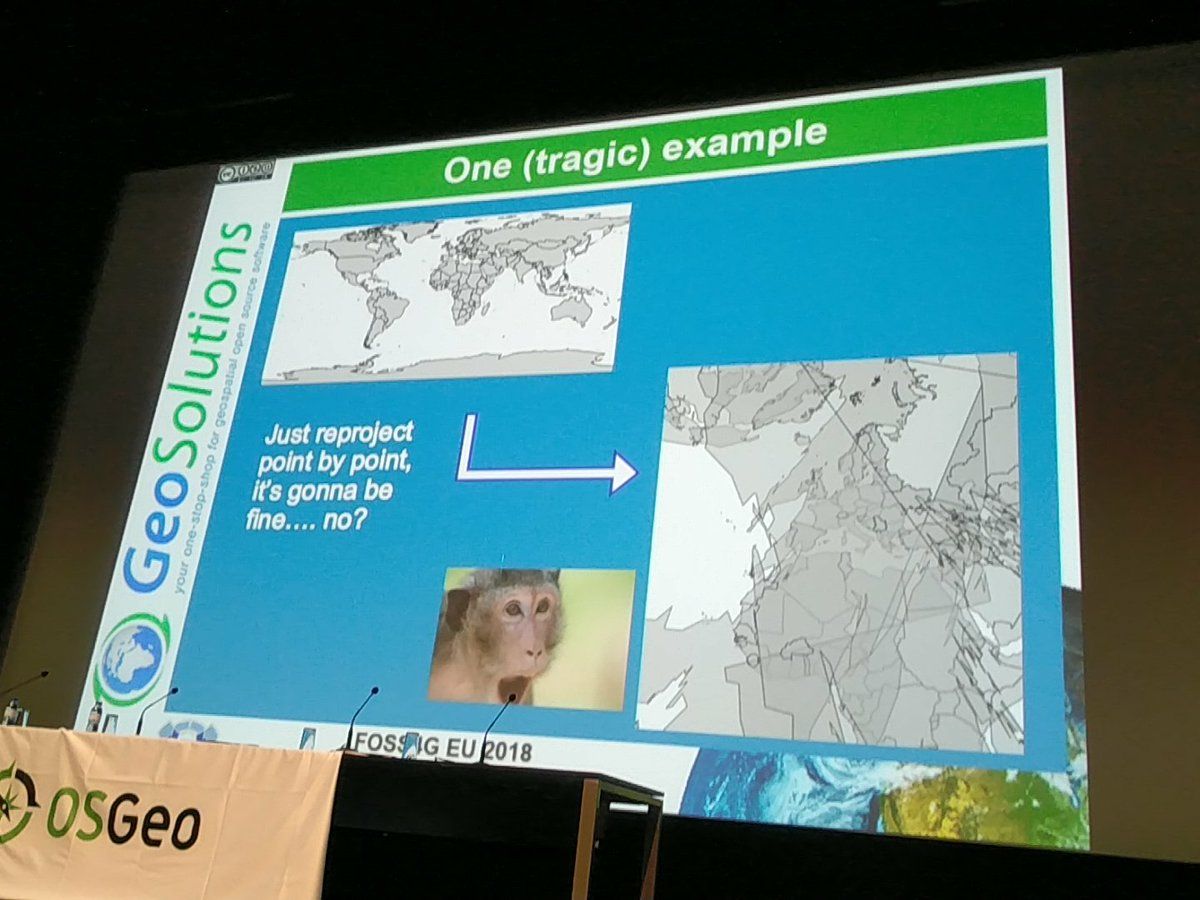 One (tragic) example
GeoSolutions
your one-stop-shop for geospatial open source software
Just reproject
point by point,
it's gonna be
fine.... no?
FOSS4G EU 2018
OSGeo